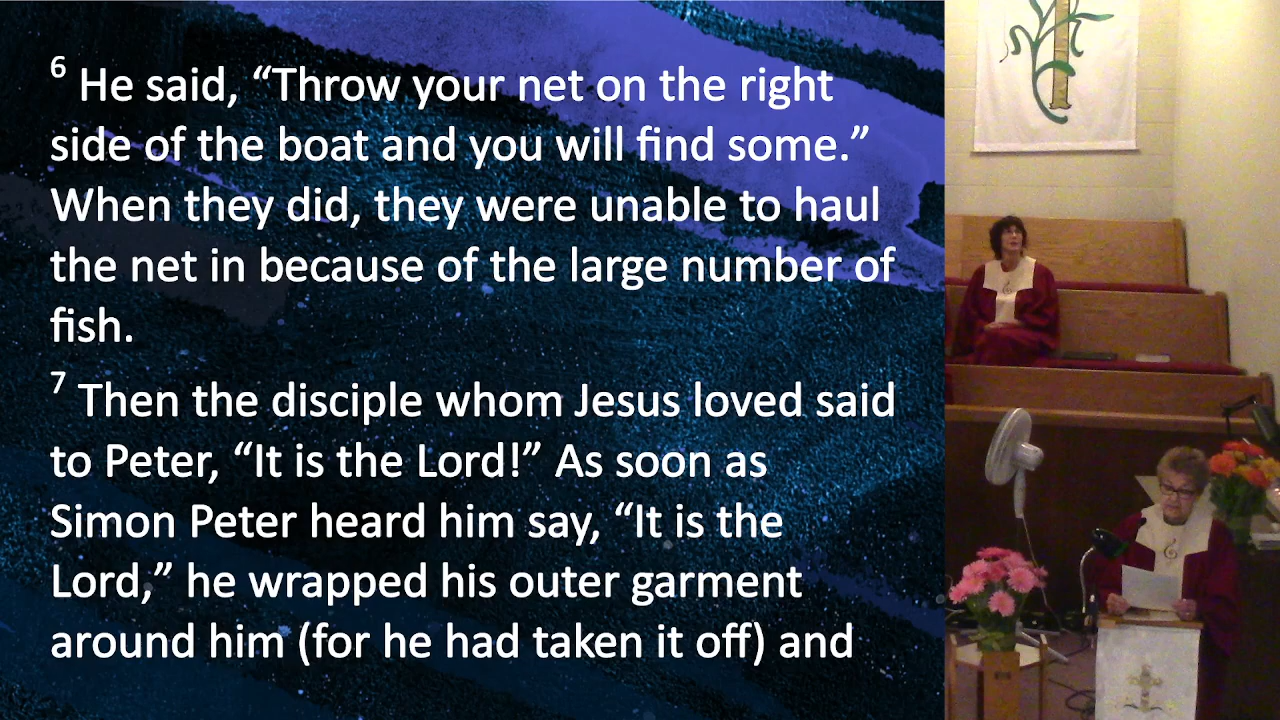 6 He said, “Throw your net on the right
side of the boat and you will find some.”
When they did, they were unable to haul
the net in because of the large number of
fish.
7 Then the disciple whom Jesus loved said
to Peter, “It is the Lord!” As soon as
Simon Peter heard him say, “It is the
Lord,” he wrapped his outer garment
around him (for he had taken it off) and